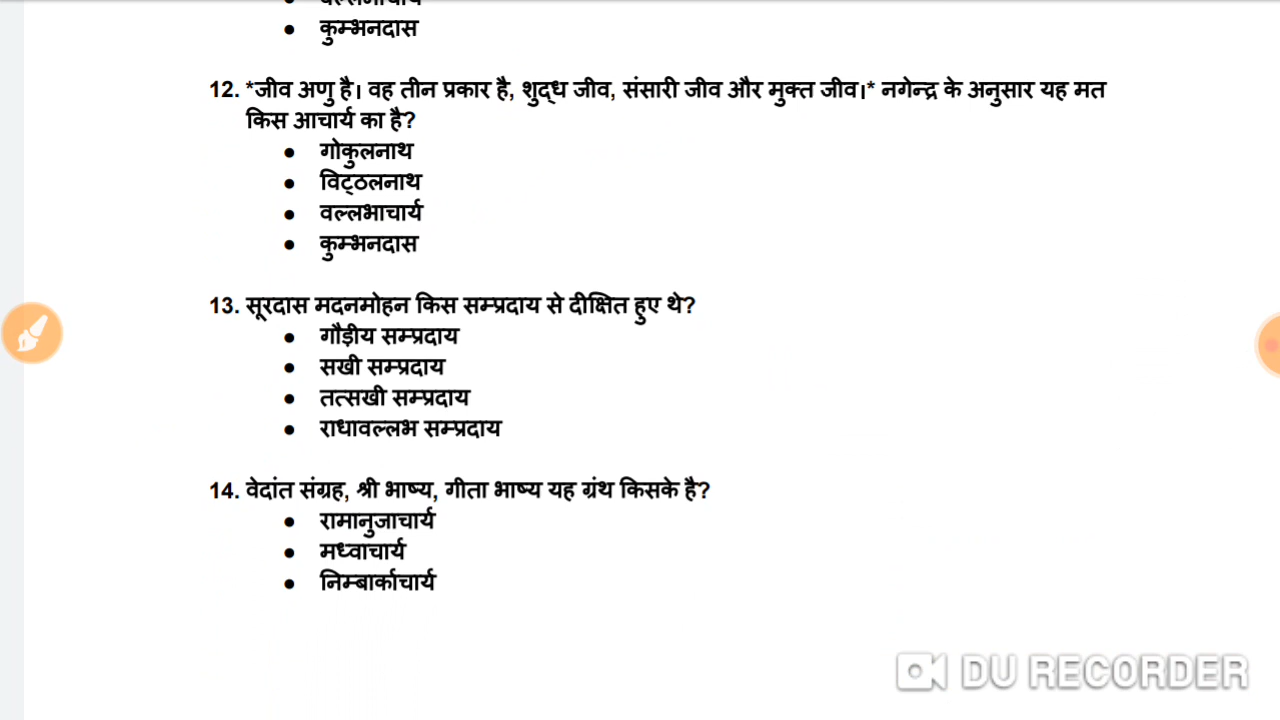 कुम्भनदास
12. *जीव अणु है। वह तीन प्रकार है, शुद्ध जीव, संसारी जीव और मुक्त जीव।* नगेन्द्र के अनुसार यह मत
किस आचार्य का है?
● गोकुलनाथ
● विट्ठलनाथ
● वल्लभाचार्य
● कुम्भनदास
13. सूरदास मदनमोहन किस सम्प्रदाय से दीक्षित हुए थे?
● गौड़ीय सम्प्रदाय
● सखी सम्प्रदाय
● तत्सखी सम्प्रदाय
● राधावल्लभ सम्प्रदाय
14. वेदांत संग्रह, श्री भाष्य, गीता भाष्य यह ग्रंथ किसके है?
● रामानुजाचार्य
● मध्वाचार्य
● निम्बार्काचार्य
DU RECORDER